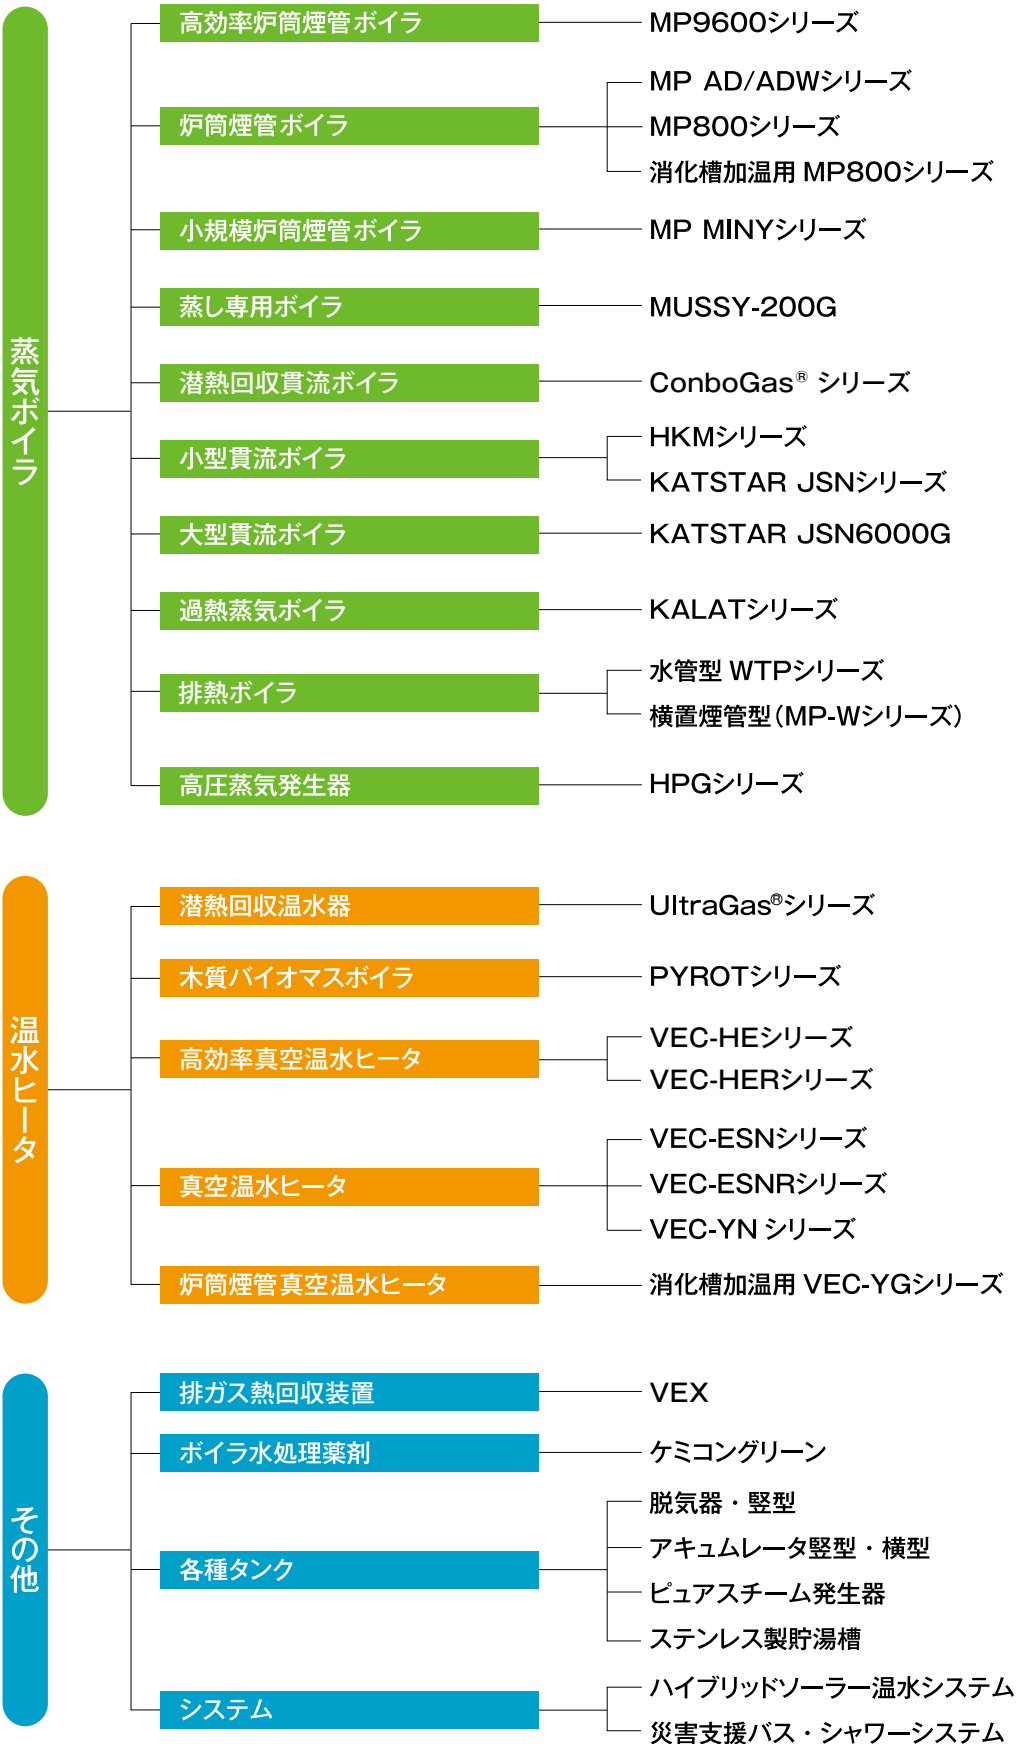 蒸気ボイラ
高効率炉筒煙管ボイラ
MP9600シリーズ
炉筒煙管ボイラ
MP AD/ADWシリーズ
MP800シリーズ
消化槽加温用 MP800シリーズ
小規模炉筒煙管ボイラ
MP MINYシリーズ
蒸し専用ボイラ
MUSSY-200G
潜熱回収貫流ボイラ
ConboGas® シリーズ
小型貫流ボイラ
HKMシリーズ
KATSTAR JSNシリーズ
大型貫流ボイラ
KATSTAR JSN6000G
過熱蒸気ボイラ
KALATシリーズ
排熱ボイラ
水管型 WTPシリーズ
横置煙管型(MP-Wシリーズ)
高圧蒸気発生器
HPGシリーズ
温水ヒータ
潜熱回収温水器
UltraGas®シリーズ
木質バイオマスボイラ
PYROTシリーズ
高効率真空温水ヒータ
VEC-HEシリーズ
VEC-HERシリーズ
真空温水ヒータ
VEC-ESNシリーズ
VEC-ESNRシリーズ
VEC-YN シリーズ
炉筒煙管真空温水ヒータ
消化槽加温用 VEC-YGシリーズ
その他
排ガス熱回収装置
VEX
ボイラ水処理薬剤
ケミコングリーン
各種タンク
脱気器・竪型
アキュムレータ竪型・横型
ピュアスチーム発生器
ステンレス製貯湯槽
システム
ハイブリッドソーラー温水システム
災害支援バス・シャワーシステム